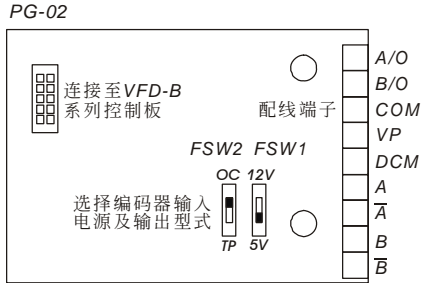 PG-02
连接至VFD-B
系列控制板
配线端子
A/O
B/O
COM
VP
DCM
A
A̅
B
B̅
FSW2 FSW1
OC 12V
选择编码器输入
电源及输出型式
TP 5V